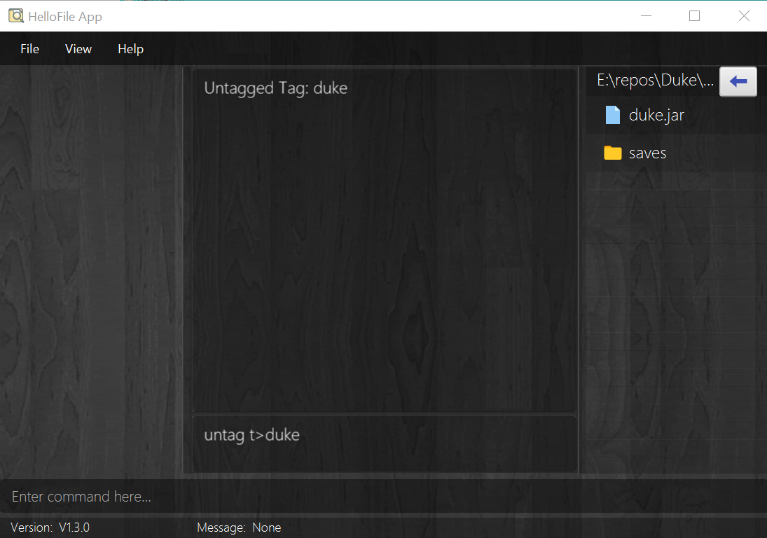 HelloFile App
File View Help
Untagged Tag: duke
E:\repos\Duke\...
duke.jar
saves
untag t>duke
Enter command here...
Version: V1.3.0 Message: None